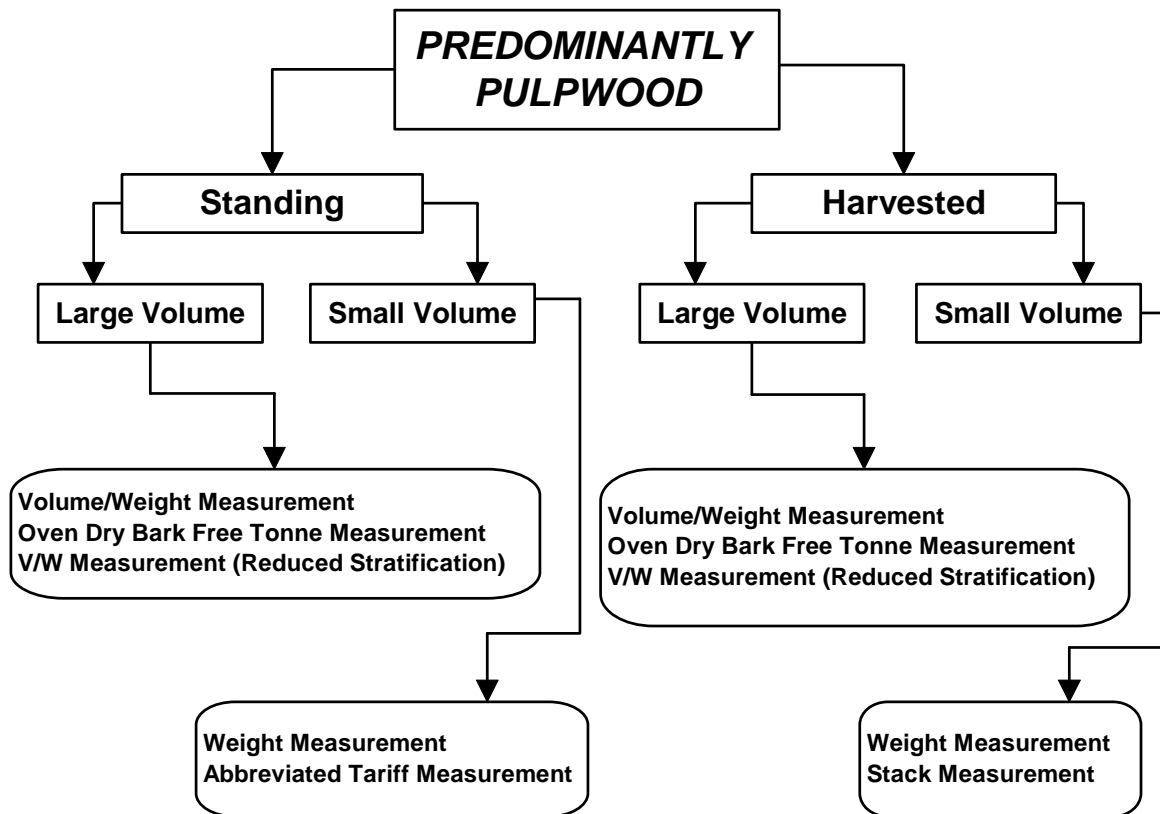 PREDOMINANTLY
PULPWOOD
Standing
Harvested
Large Volume
Small Volume
Large Volume
Small Volume
Volume/Weight Measurement
Oven Dry Bark Free Tonne Measurement
V/W Measurement (Reduced Stratification)
Volume/Weight Measurement
Oven Dry Bark Free Tonne Measurement
V/W Measurement (Reduced Stratification)
Weight Measurement
Abbreviated Tariff Measurement
Weight Measurement
Stack Measurement